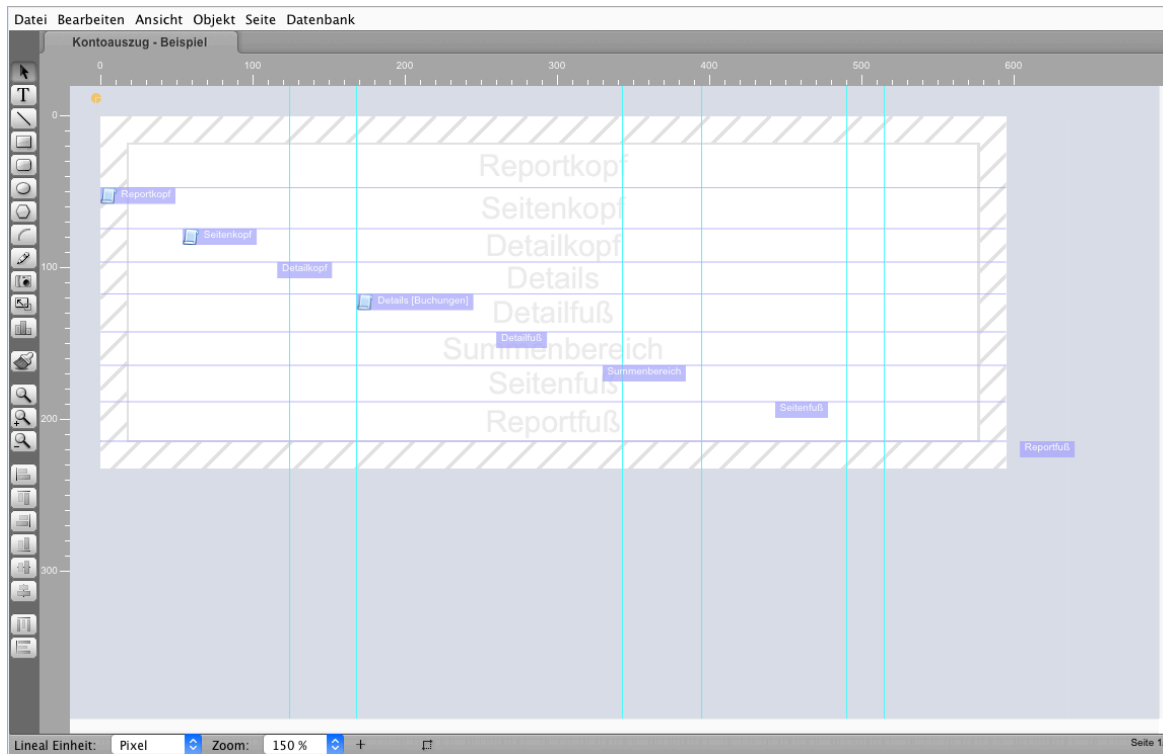 Datei Bearbeiten Ansicht Objekt Seite Datenbank
Kontoauszug - Beispiel
0 100 200 300 400 500 600
T
0
Reportkopf
Reportkopf
Seitenkopf
Seitenkopf
Detailkopf
100
Detailkopf
Details
Details [Buchungen]
Detailfuß
Detailfuß
Summenbereich
Summenbereich
Seitenfuß
Seitenfuß
200
Reportfuß
Reportfuß
300
Lineal Einheit: Pixel Zoom: 150 % + Seite 1